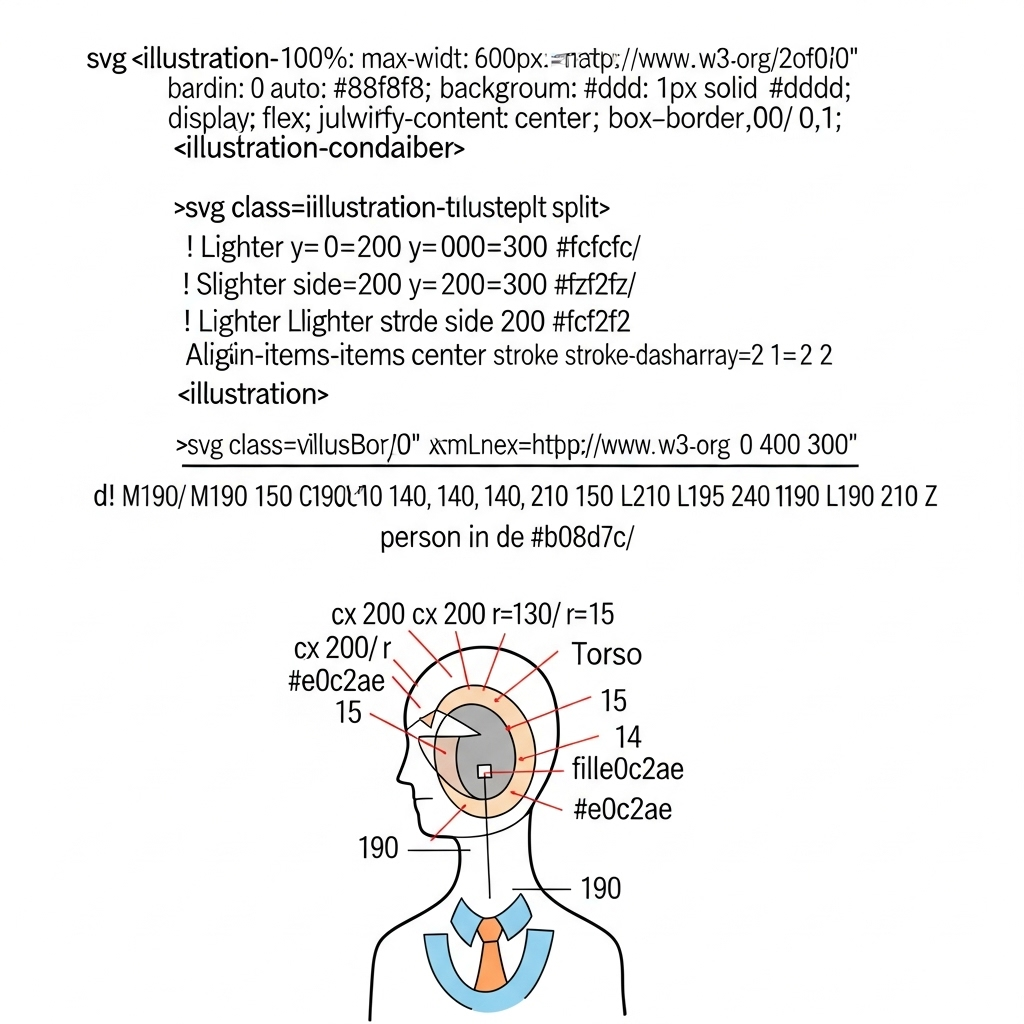 svg <illustration-100%: max-widt: 600px://www.w3-org/2of0/0"
bardin: 0 auto: #88f8f8; backgroum: #ddd: 1px solid #dddd;
display; flex; julwirfy-content: center; box-border,00/ 0,1;
<illustration-condaiber>
>svg class=iillustration-tilusteplt split>
! Lighter y= 0=200 y=000=300 #fcfcfc/
! Slighter side=200 y=200=300 #fzf2fz/
! Lighter Llighter strde side 200 #fcf2f2
Aligin-items-items center stroke stroke-dasharray=2 1=2 2
<illustration>
>svg class=villusBor/0" xmLnex=htpp://www.w3-org 0 400 300"
d! M190/ M190 150 140, 140, 140, 210 150 L210 L195 240 1190 L190 210 Z
person in de #b08d7c/
cx 200 cx 200 r=130/ r=15
cx 200/ r
Torso
#e0c2ae
15
15
14
fille0c2ae
#e0c2ae
190
190